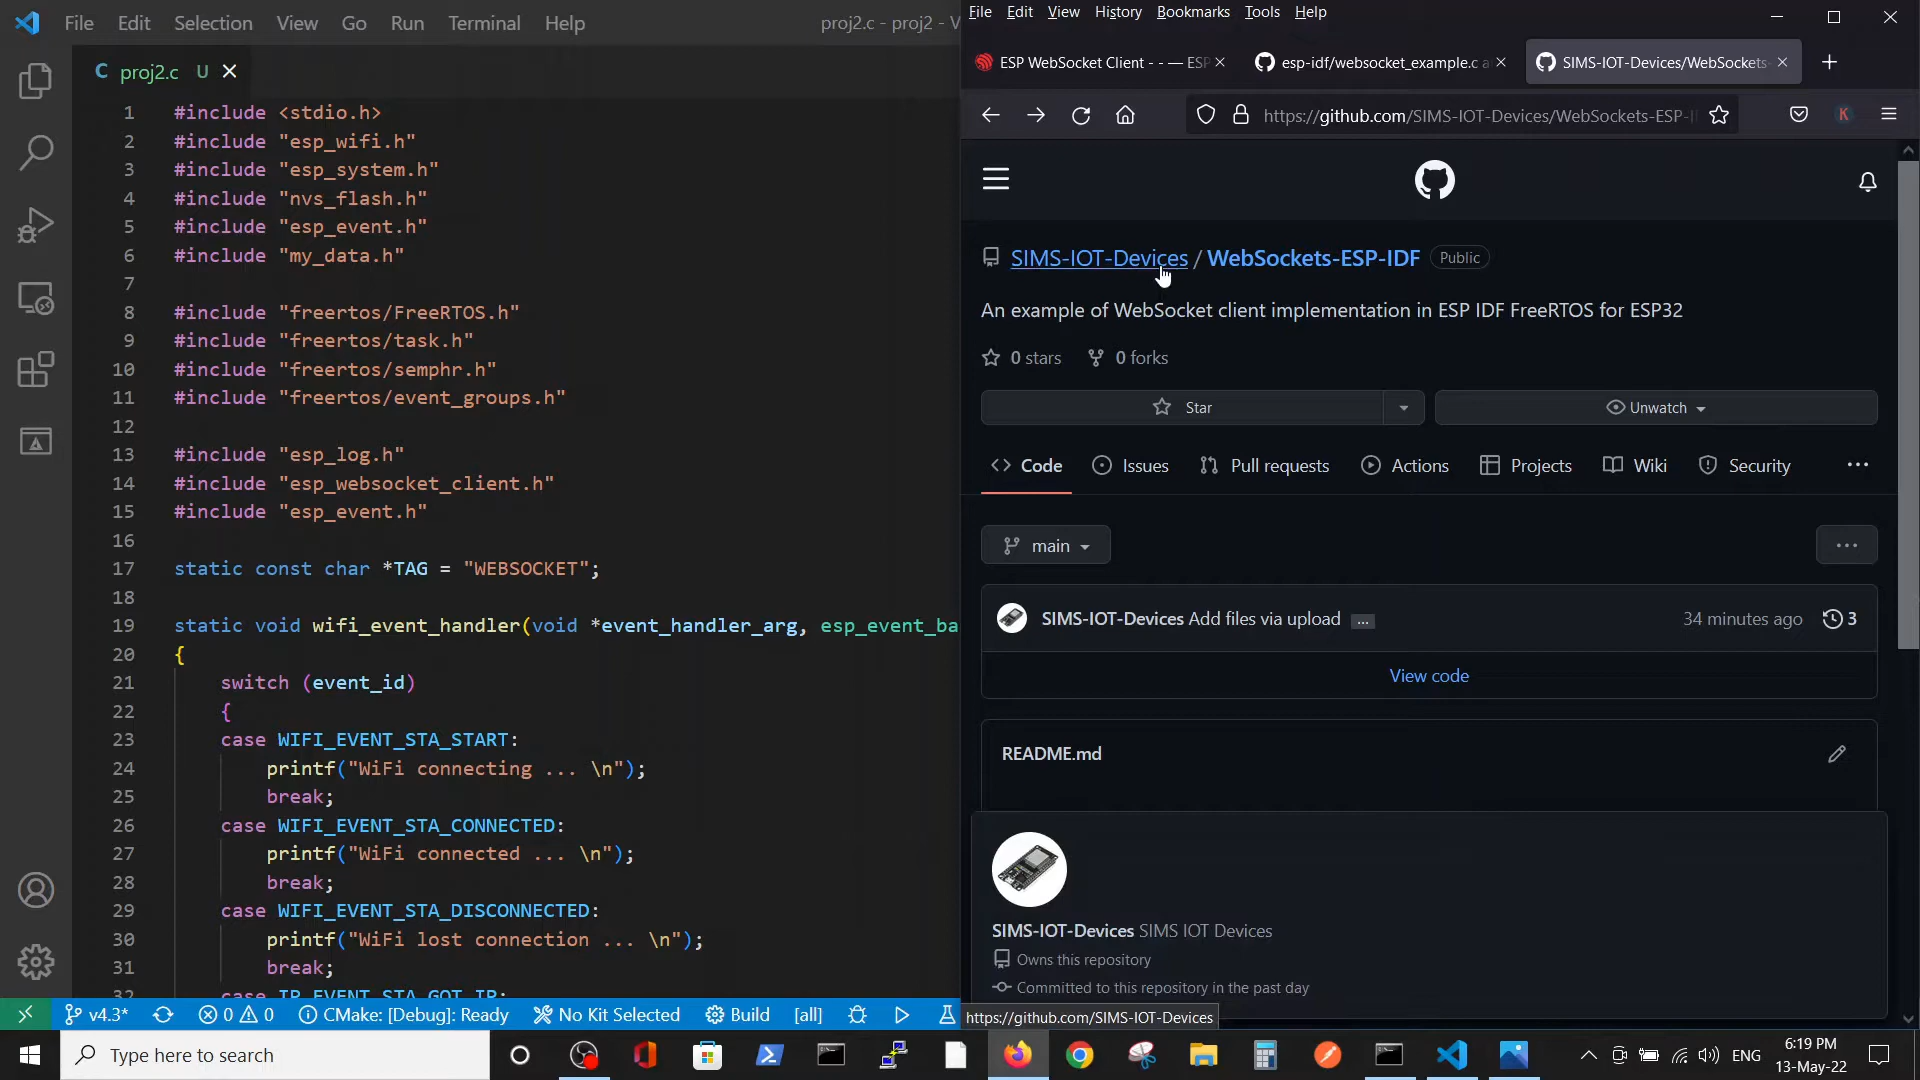 File Edit Selection View Go Run Terminal Help
proj2.c - proj2 - V
C proj2.c U
1 #include <stdio.h>
2 #include "esp_wifi.h"
3 #include "esp_system.h"
4 #include "nvs_flash.h"
5 #include "esp_event.h"
6 #include "my_data.h"
7
8 #include "freertos/FreeRTOS.h"
9 #include "freertos/task.h"
10 #include "freertos/semphr.h"
11 #include "freertos/event_groups.h"
12
13 #include "esp_log.h"
14 #include "esp_websocket_client.h"
15 #include "esp_event.h"
16
17 static const char *TAG = "WEBSOCKET";
18
19 static void wifi_event_handler(void *event_handler_arg, esp_event_ba
20 {
21 switch (event_id)
22 {
23 case WIFI_EVENT_STA_START:
24 printf("WiFi connecting ... \n");
25 break;
26 case WIFI_EVENT_STA_CONNECTED:
27 printf("WiFi connected ... \n");
28 break;
29 case WIFI_EVENT_STA_DISCONNECTED:
30 printf("WiFi lost connection ... \n");
31 break;
32 case IP_EVENT_STA_GOT_IP:
v4.3* 0 0 CMake: [Debug]: Ready No Kit Selected Build [all]
File Edit View History Bookmarks Tools Help
ESP WebSocket Client - - — ESP
esp-idf/websocket_example.c a
SIMS-IOT-Devices/WebSockets-
https://github.com/SIMS-IOT-Devices/WebSockets-ESP-I
K
SIMS-IOT-Devices / WebSockets-ESP-IDF Public
An example of WebSocket client implementation in ESP IDF FreeRTOS for ESP32
0 stars 0 forks
Star Unwatch
Code Issues Pull requests Actions Projects Wiki Security ...
main ...
SIMS-IOT-Devices Add files via upload ... 34 minutes ago 3
View code
README.md
SIMS-IOT-Devices SIMS IOT Devices
Owns this repository
Committed to this repository in the past day
https://github.com/SIMS-IOT-Devices
Type here to search
ENG
6:19 PM
13-May-22